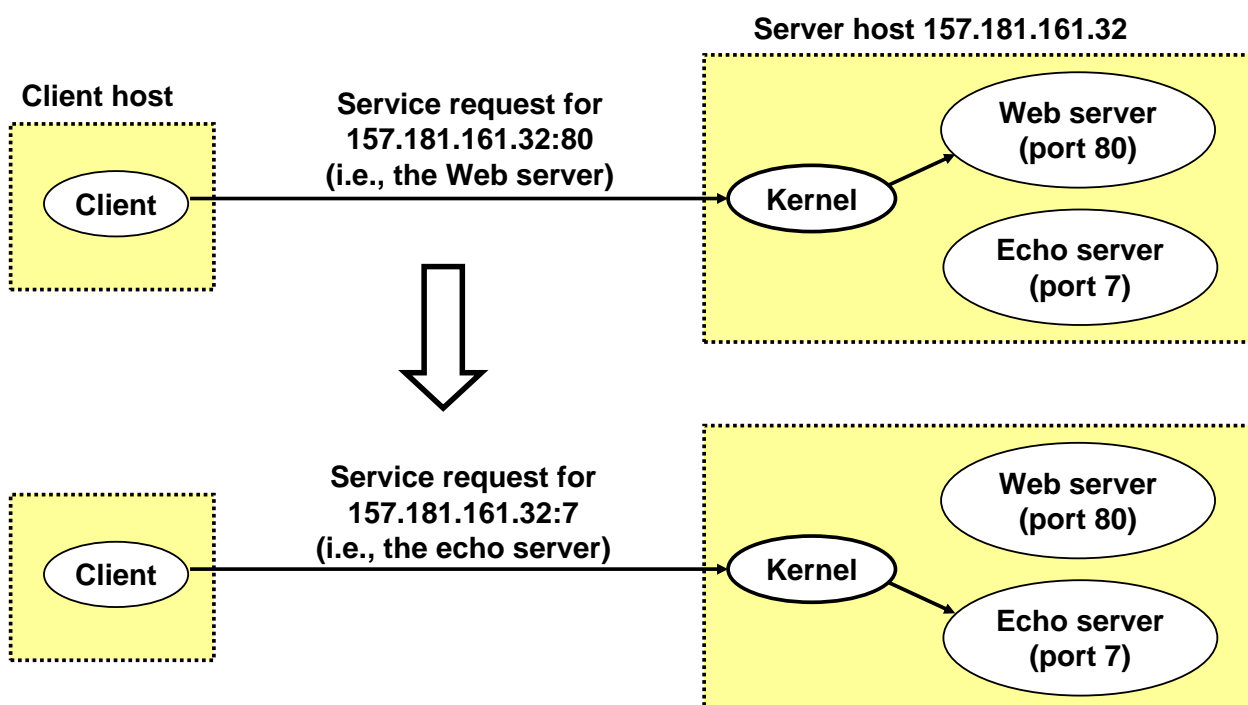 Server host 157.181.161.32
Client host
Service request for
157.181.161.32:80
(i.e., the Web server)
Client
Kernel
Web server
(port 80)
Echo server
(port 7)
Service request for
157.181.161.32:7
(i.e., the echo server)
Client
Kernel
Web server
(port 80)
Echo server
(port 7)